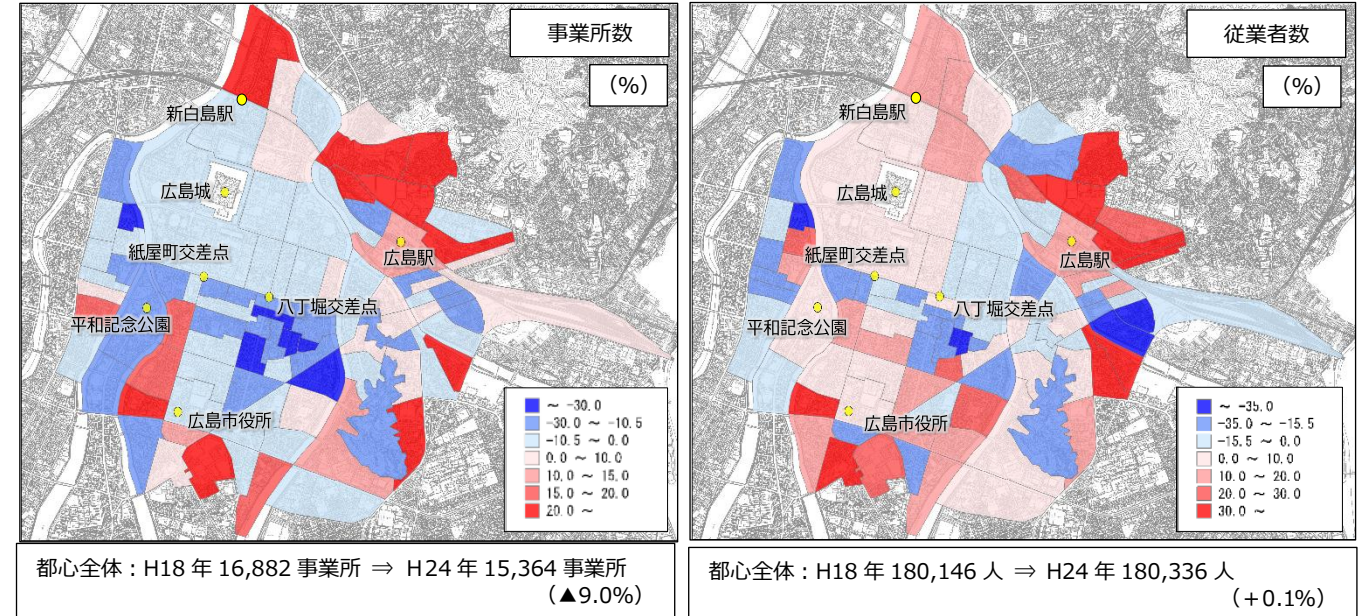 事業所数
(%)
新白島駅
広島城
紙屋町交差点
広島駅
八丁堀交差点
平和記念公園
広島市役所
～ -30.0
-30.0 ～ -10.5
-10.5 ～ 0.0
0.0 ～ 10.0
10.0 ～ 15.0
15.0 ～ 20.0
20.0 ～
都心全体：H18 年 16,882 事業所 ⇒ H24 年 15,364 事業所
（▲9.0%）
従業者数
(%)
新白島駅
広島城
紙屋町交差点
広島駅
八丁堀交差点
平和記念公園
広島市役所
～ -35.0
-35.0 ～ -15.5
-15.5 ～ 0.0
0.0 ～ 10.0
10.0 ～ 20.0
20.0 ～ 30.0
30.0 ～
都心全体：H18 年 180,146 人 ⇒ H24 年 180,336 人
（+0.1%）